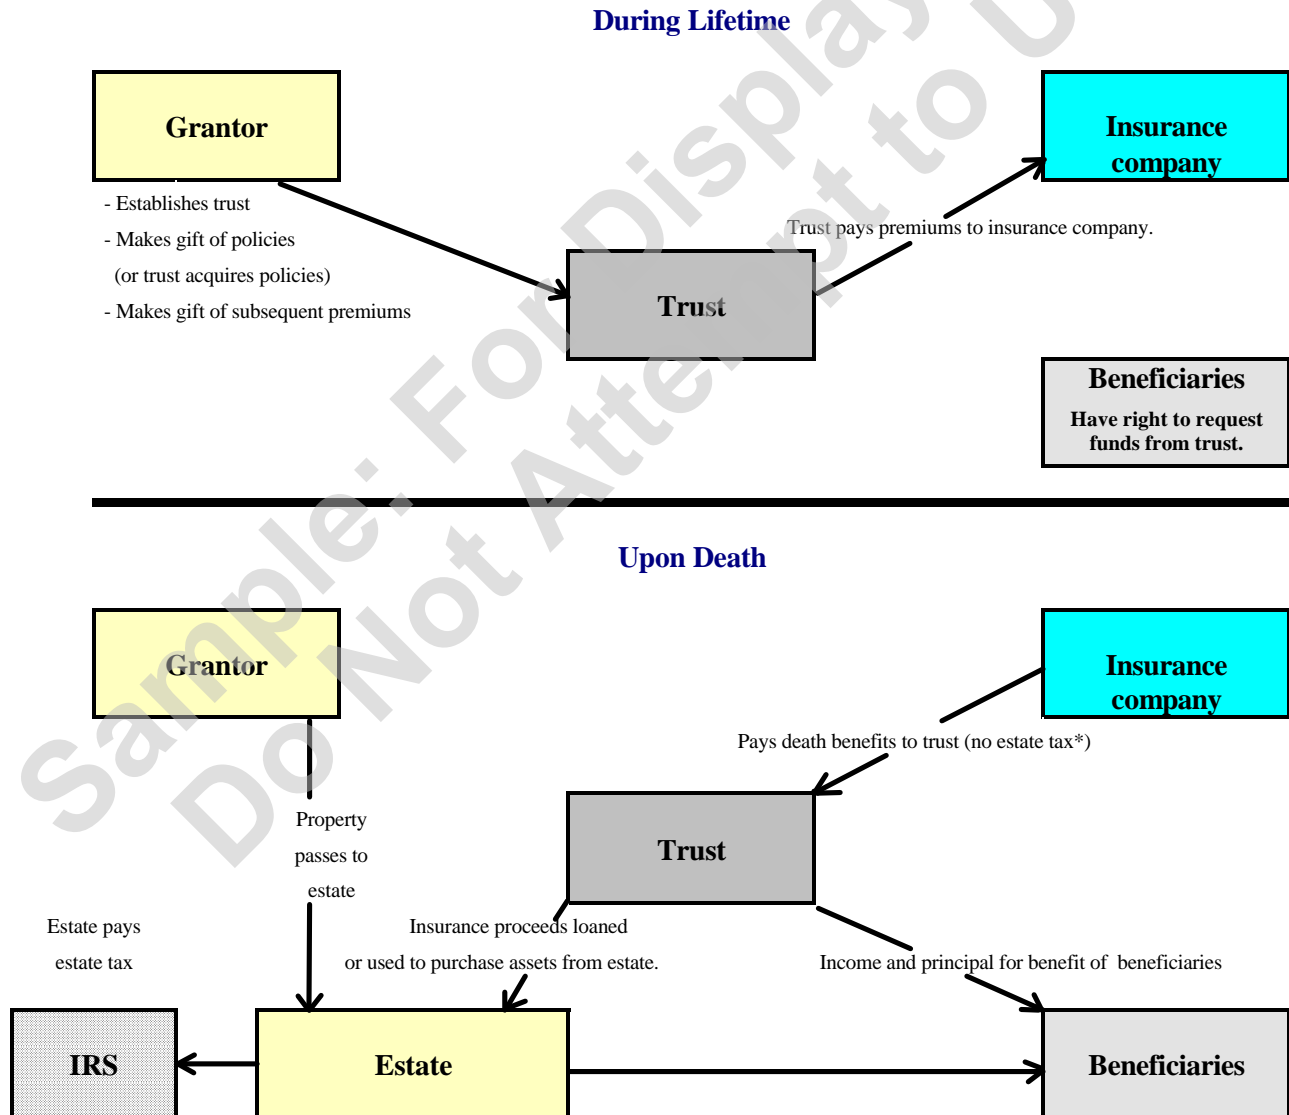 During Lifetime
Grantor
Insurance
company
- Establishes trust
- Makes gift of policies
(or trust acquires policies)
- Makes gift of subsequent premiums
Trust pays premiums to insurance company.
Trust
Beneficiaries
Have right to request
funds from trust.
Upon Death
Grantor
Insurance
company
Pays death benefits to trust (no estate tax*)
Property
passes to
estate
Trust
Estate pays
estate tax
Insurance proceeds loaned
or used to purchase assets from estate.
Income and principal for benefit of  beneficiaries
IRS
Estate
Beneficiaries
Sample: For Display
Do Not Attempt to U